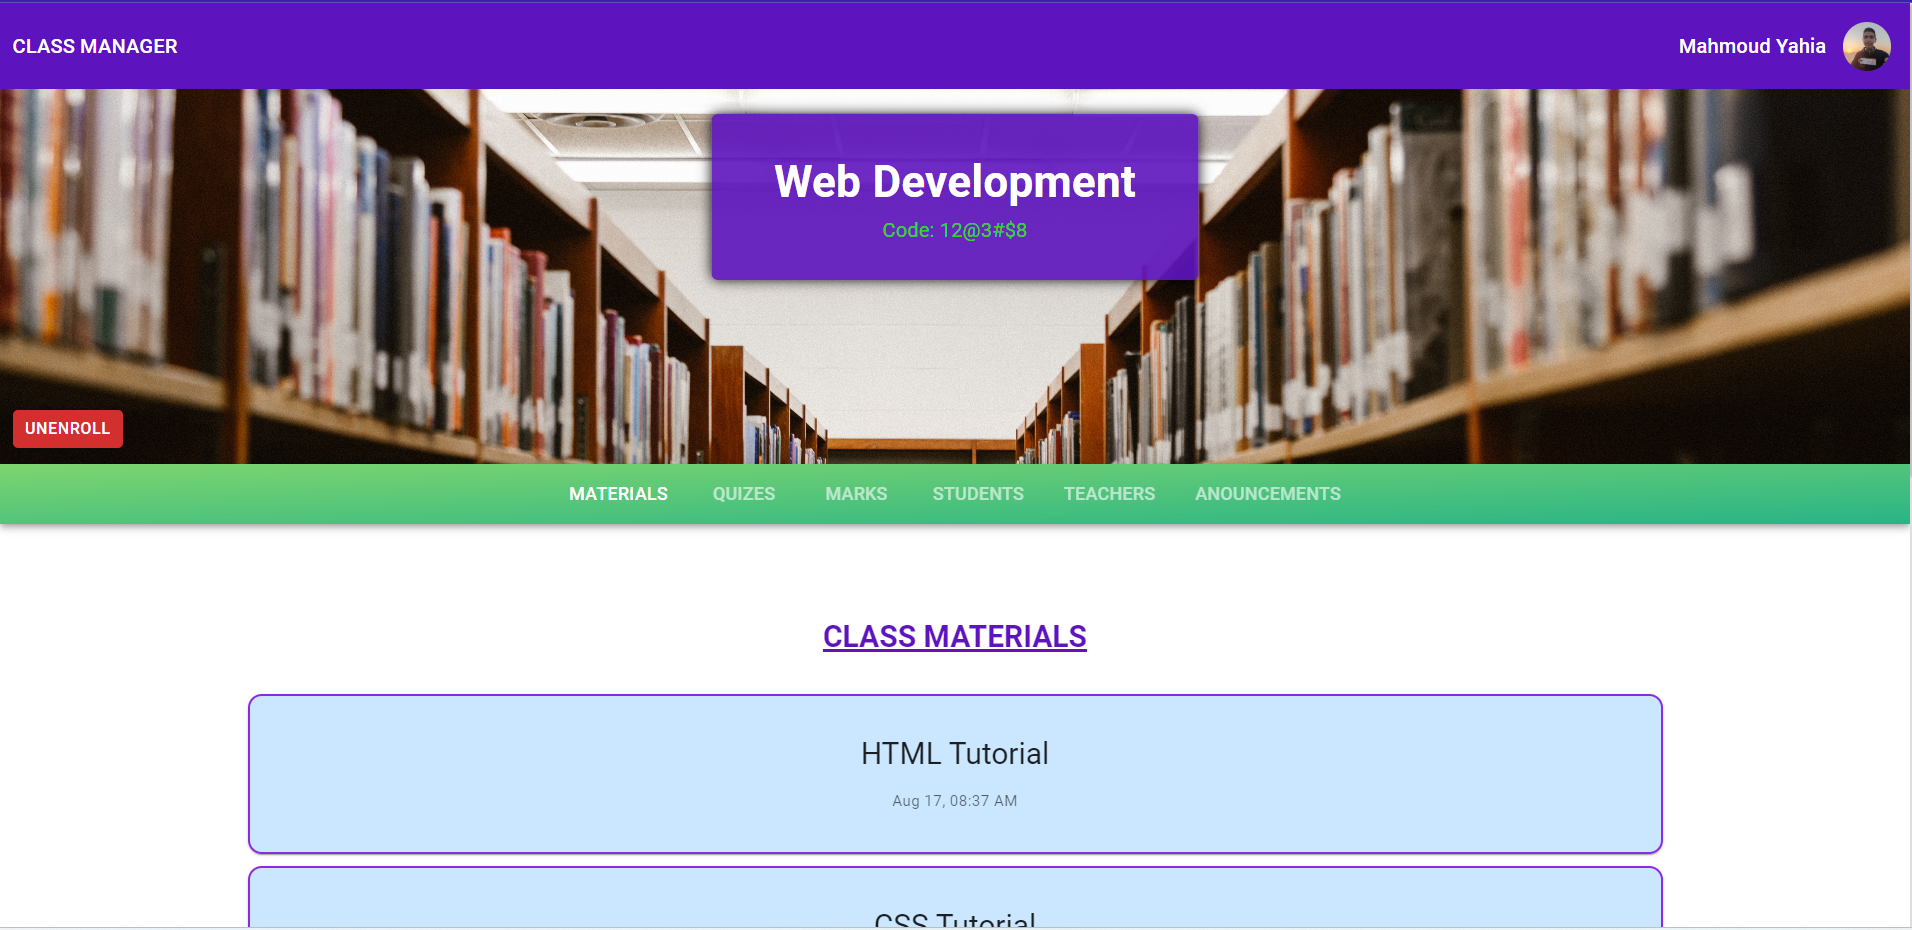 CLASS MANAGER
Mahmoud Yahia
Web Development
Code: 12@3#$8
UNENROLL
MATERIALS QUIZES MARKS STUDENTS TEACHERS ANOUNCEMENTS
CLASS MATERIALS
HTML Tutorial
Aug 17, 08:37 AM
CSS Tutorial